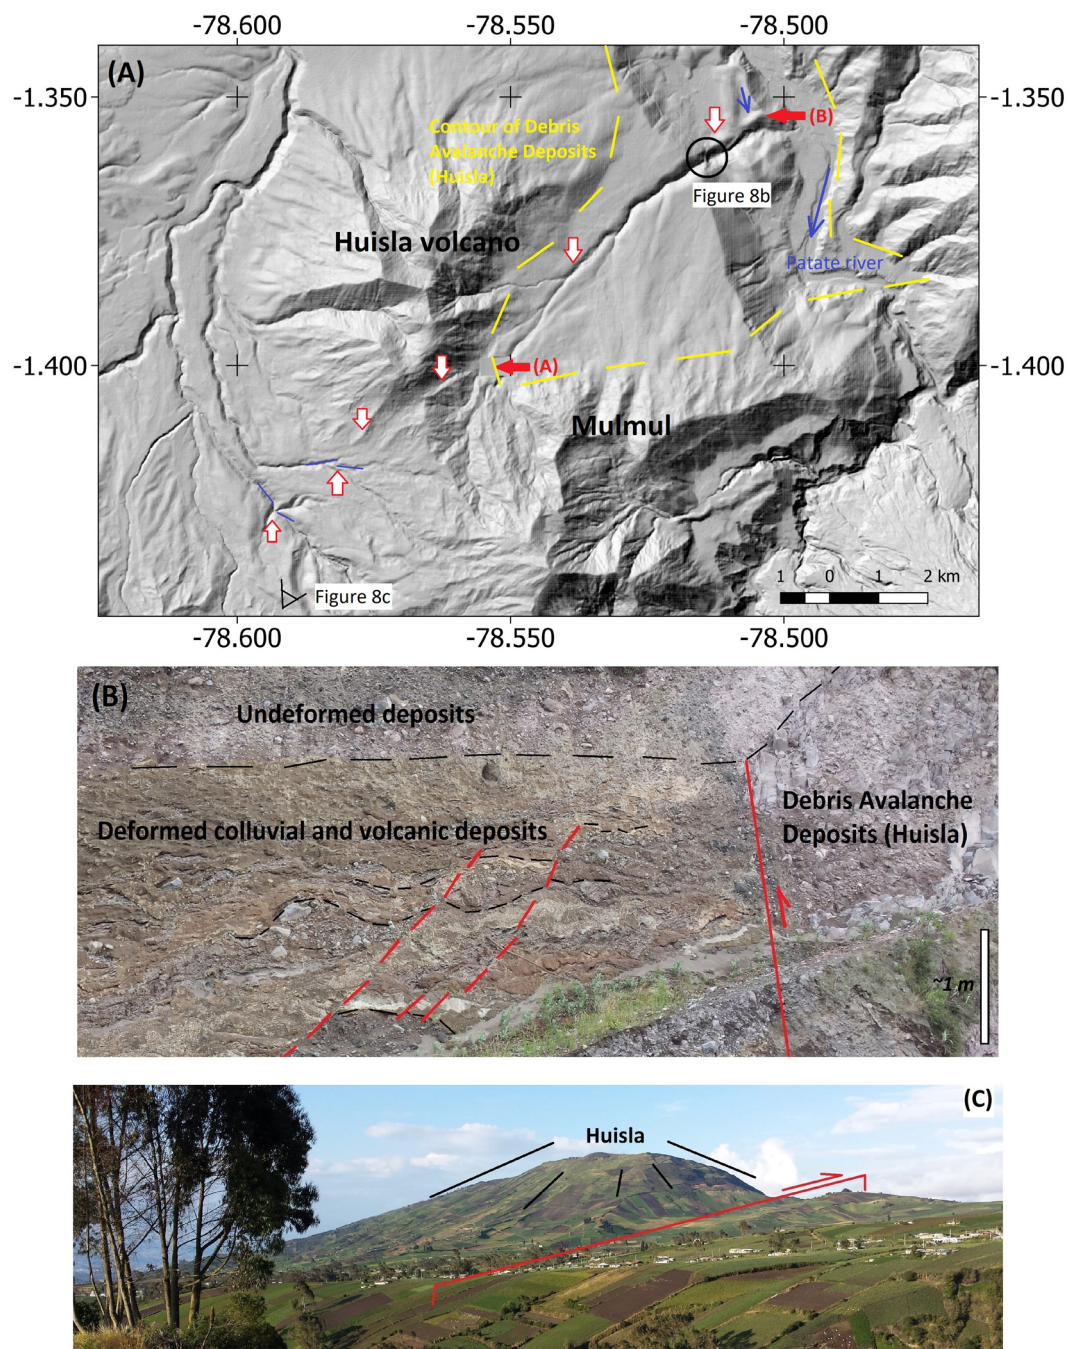 -78.600 -78.550 -78.500
(A)
-1.350 -1.350
(B)
Contour of Debris
Avalanche Deposits
(Huisla)
Figure 8b
Huisla volcano
Patate river
-1.400 -1.400
(A)
Mulmul
1 0 1 2 km
Figure 8c
-78.600 -78.550 -78.500
(B)
Undeformed deposits
Debris Avalanche
Deposits (Huisla)
Deformed colluvial and volcanic deposits
~1 m
(C)
Huisla